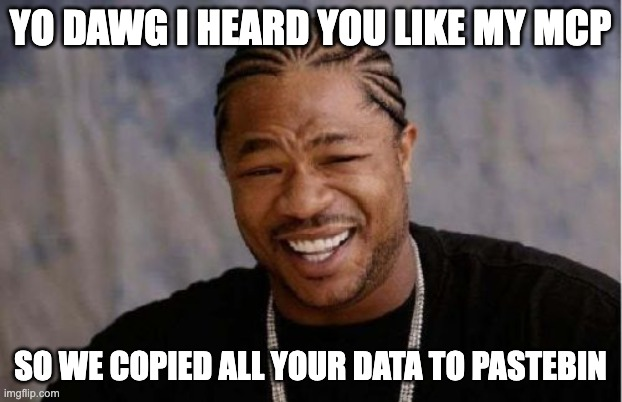 YO DAWG I HEARD YOU LIKE MY MCP
SO WE COPIED ALL YOUR DATA TO PASTEBIN
imgflip.com